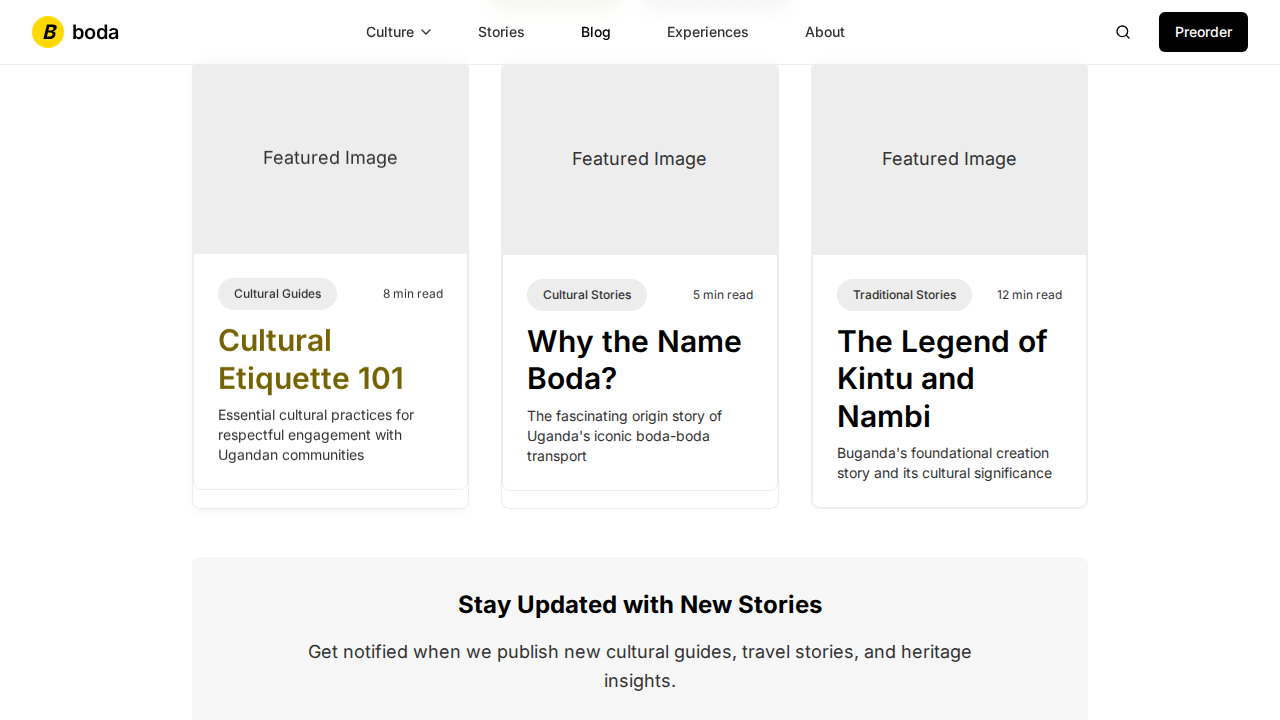 B boda
Culture
Stories
Blog
Experiences
About
Preorder
Featured Image
Cultural Guides
8 min read
Cultural
Etiquette 101
Essential cultural practices for
respectful engagement with
Ugandan communities
Featured Image
Cultural Stories
5 min read
Why the Name
Boda?
The fascinating origin story of
Uganda's iconic boda-boda
transport
Featured Image
Traditional Stories
12 min read
The Legend of
Kintu and
Nambi
Buganda's foundational creation
story and its cultural significance
Stay Updated with New Stories
Get notified when we publish new cultural guides, travel stories, and heritage
insights.